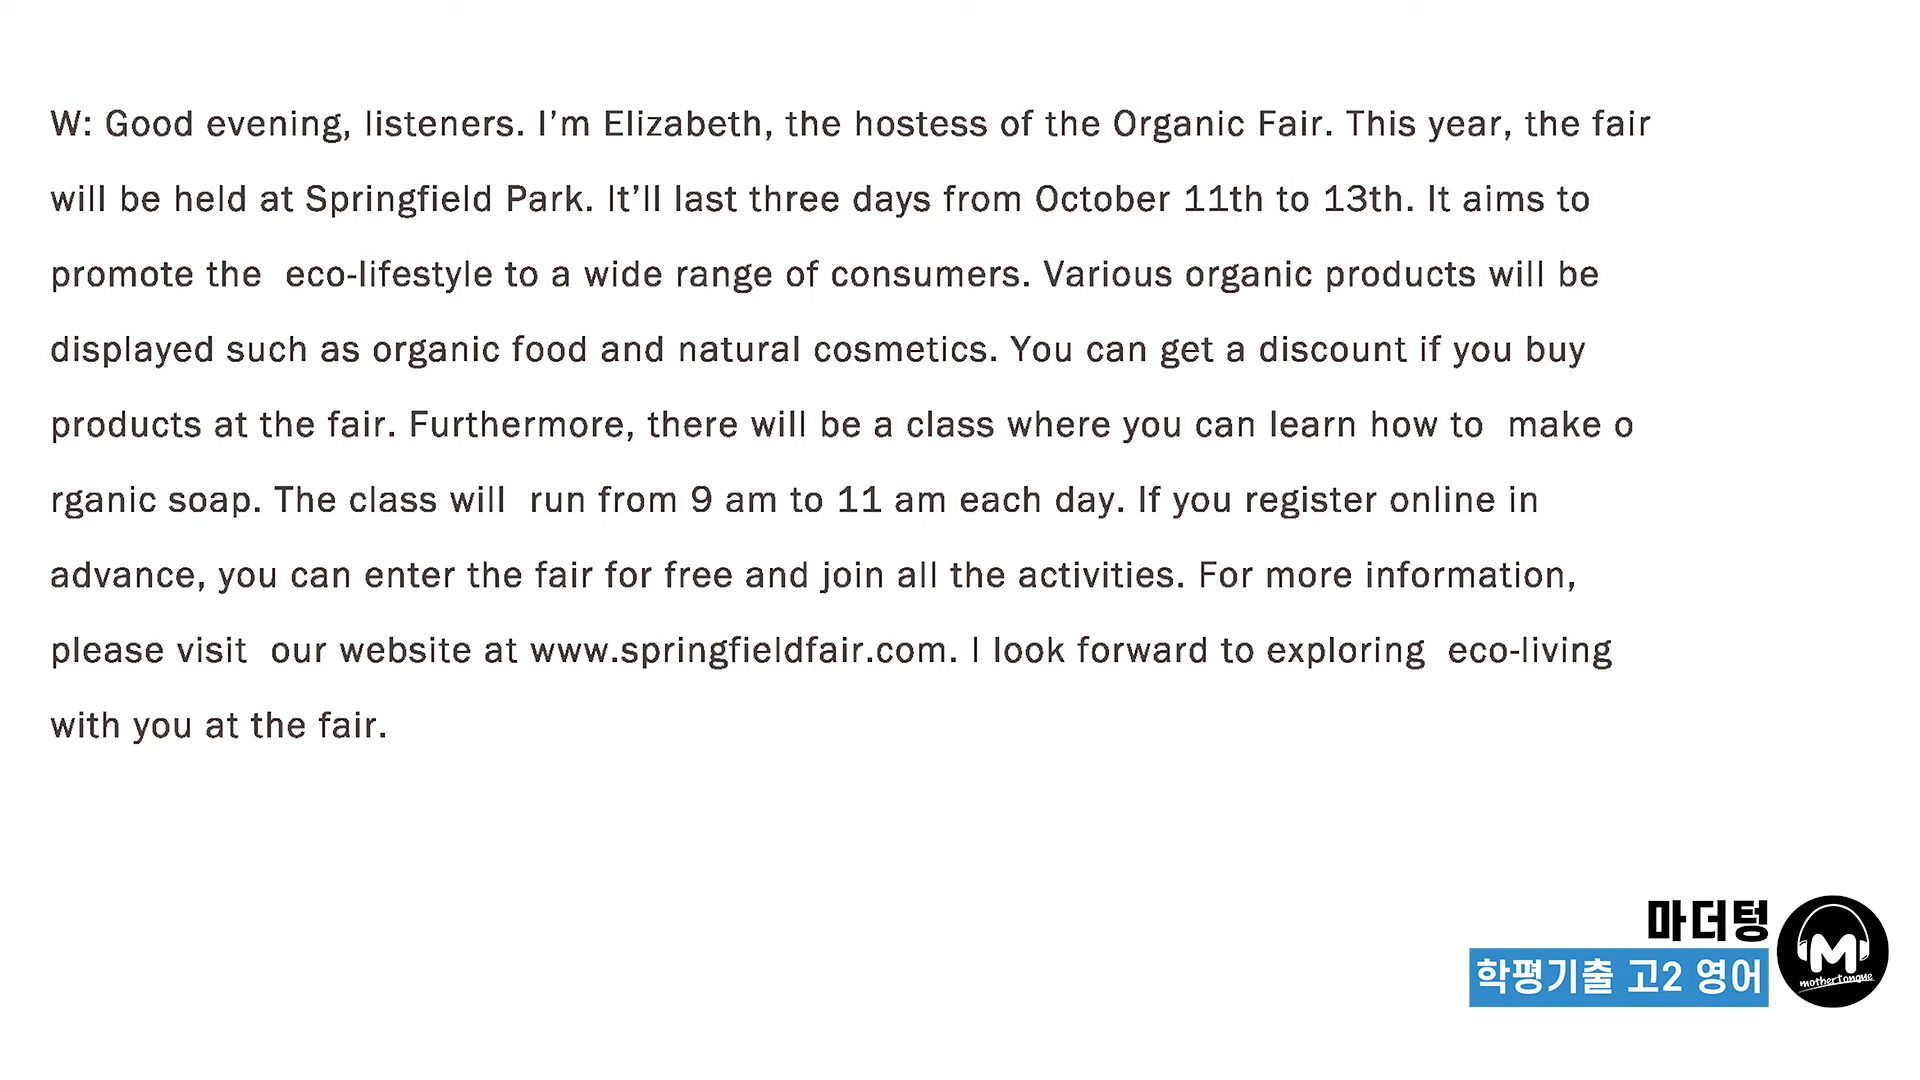 W: Good evening, listeners. I’m Elizabeth, the hostess of the Organic Fair. This year, the fair
will be held at Springfield Park. It’ll last three days from October 11th to 13th. It aims to
promote the  eco-lifestyle to a wide range of consumers. Various organic products will be
displayed such as organic food and natural cosmetics. You can get a discount if you buy
products at the fair. Furthermore, there will be a class where you can learn how to  make o
rganic soap. The class will  run from 9 am to 11 am each day. If you register online in
advance, you can enter the fair for free and join all the activities. For more information,
please visit  our website at www.springfieldfair.com. I look forward to exploring  eco-living
with you at the fair.
마더텅
학평기출 고2 영어
M
mothertongue